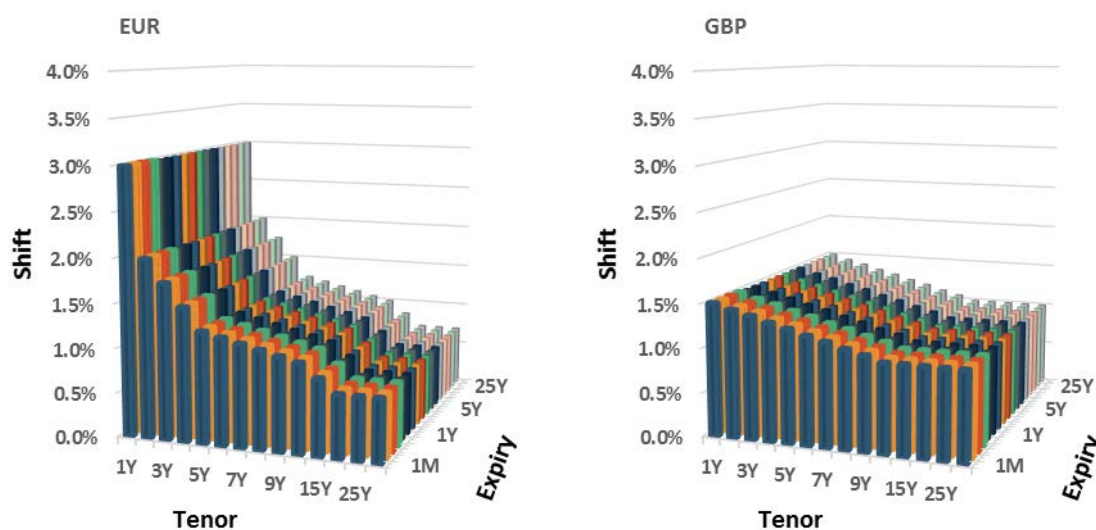 EUR
4.0%
3.5%
3.0%
2.5%
2.0%
1.5%
1.0%
0.5%
0.0%
Shift
1Y
3Y
5Y
7Y
9Y
15Y
25Y
Tenor
1M
1Y
5Y
25Y
Expiry
GBP
4.0%
3.5%
3.0%
2.5%
2.0%
1.5%
1.0%
0.5%
0.0%
Shift
1Y
3Y
5Y
7Y
9Y
15Y
25Y
Tenor
1M
1Y
5Y
25Y
Expiry